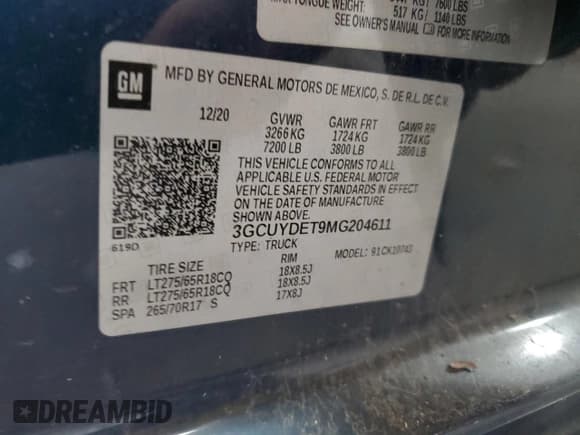 7600 LBS
MAX TONGUE WEIGHT: 517 KG/ 1140 LBS
SEE OWNER'S MANUAL FOR MORE INFORMATION
GM
MFD BY GENERAL MOTORS DE MEXICO, S. DE R.L. DE C.V.
12/20 GVWR GAWR FRT GAWR RR
3266 KG 1724 KG 1724 KG
7200 LB 3800 LB 3800 LB
THIS VEHICLE CONFORMS TO ALL
APPLICABLE U.S. FEDERAL MOTOR
VEHICLE SAFETY STANDARDS IN EFFECT
ON THE DATE OF MANUFACTURE
SHOWN ABOVE.
619D
3GCUYDET9MG204611
TYPE: TRUCK MODEL: 91CK10743
TIRE SIZE RIM
FRT LT275/65R18CQ 18X8.5J
RR LT275/65R18CQ 18X8.5J
SPA 265/70R17 S 17X8J
DREAMBID